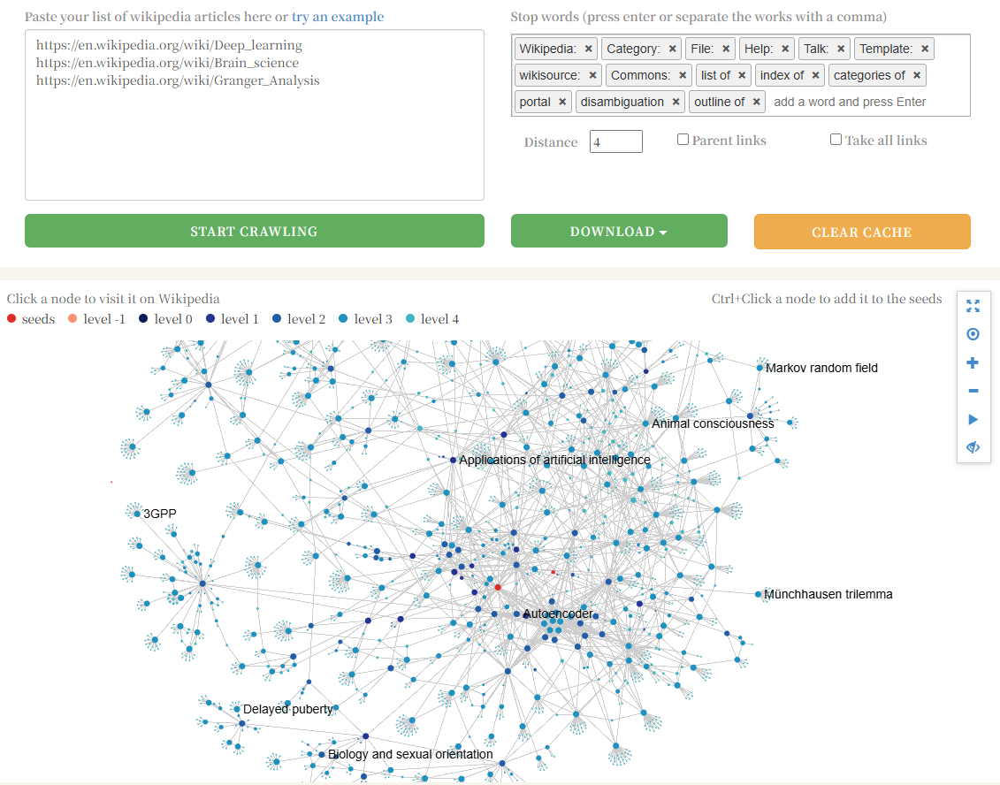 Paste your list of wikipedia articles here or try an example
https://en.wikipedia.org/wiki/Deep_learning
https://en.wikipedia.org/wiki/Brain_science
https://en.wikipedia.org/wiki/Granger_Analysis
Stop words (press enter or separate the works with a comma)
Wikipedia: × Category: × File: × Help: × Talk: × Template: ×
wikisource: × Commons: × list of × index of × categories of ×
portal × disambiguation × outline of × add a word and press Enter
Distance 4 Parent links Take all links
START CRAWLING DOWNLOAD CLEAR CACHE
Click a node to visit it on Wikipedia Ctrl+Click a node to add it to the seeds
seeds level -1 level 0 level 1 level 2 level 3 level 4
Markov random field
Animal consciousness
Applications of artificial intelligence
3GPP
Münchhausen trilemma
Autoencoder
Delayed puberty
Biology and sexual orientation